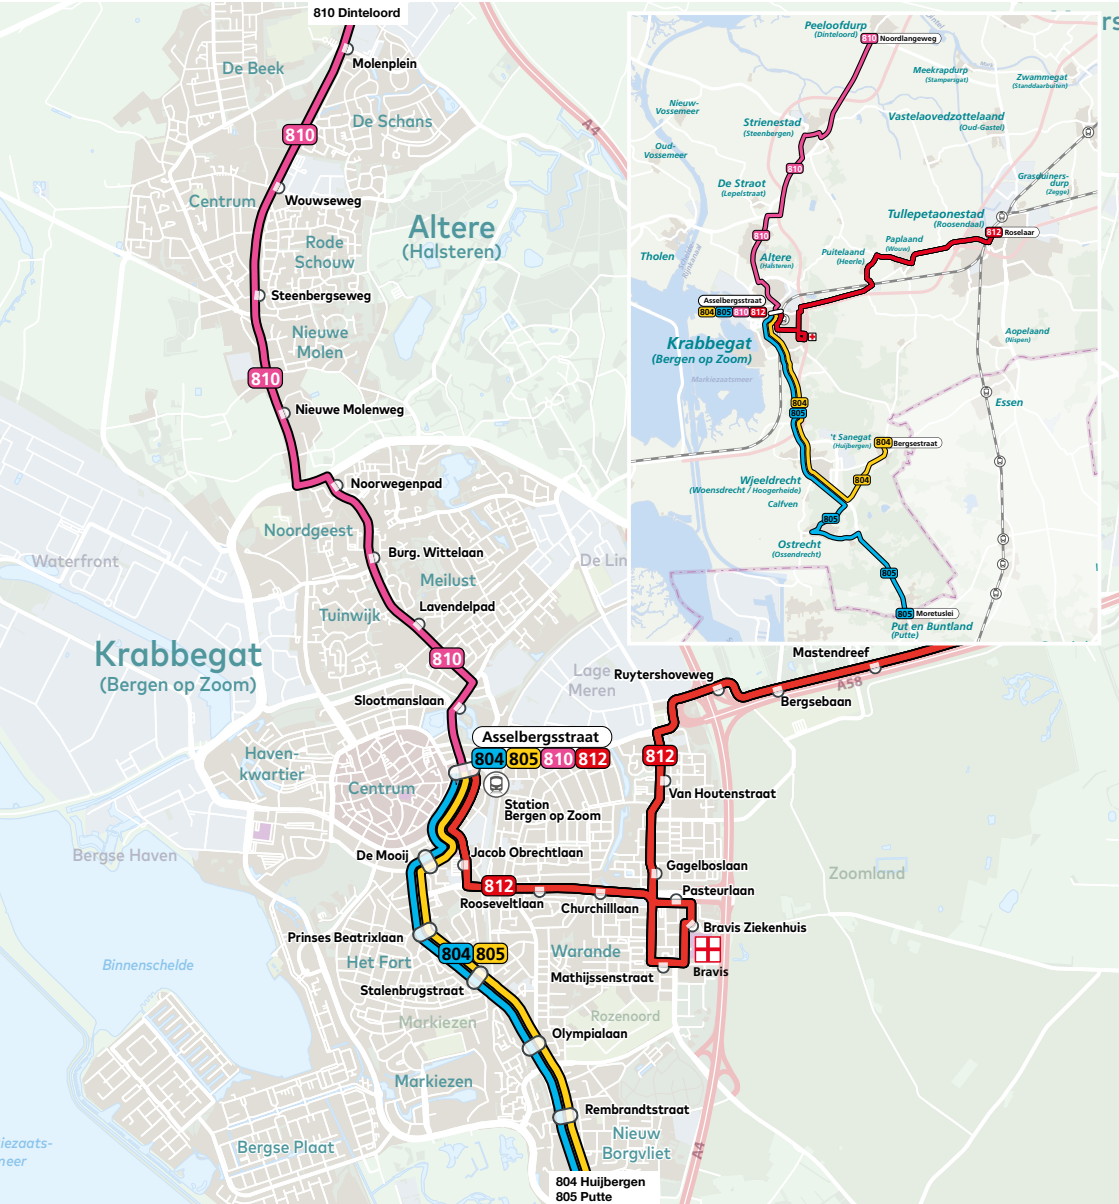 810 Dinteloord
Molenplein
De Beek
De Schans
A4
810
Centrum
Wouwseweg
Altere
(Halsteren)
Rode
Schouw
Steenbergseweg
Nieuwe
Molen
810
Nieuwe Molenweg
Noorwegenpad
Noordgeest
Waterfront
Burg. Wittelaan
De Lin
Meilust
Tuinwijk
Lavendelpad
Krabbegat
(Bergen op Zoom)
810
Lage
Meren
Slootmanslaan
Ruytershoveweg
Mastendreef
A58
Bergsebaan
Asselbergsstraat
804 805 810 812
812
Haven-
kwartier
Centrum
Station
Bergen op Zoom
Van Houtenstraat
Bergse Haven
De Mooij
Jacob Obrechtlaan
Gagelboslaan
Zoomland
812
Rooseveltlaan
Churchilllaan
Pasteurlaan
Bravis Ziekenhuis
Prinses Beatrixlaan
804 805
Warande
Het Fort
Binnenschelde
Mathijssenstraat
Bravis
Stalenbrugstraat
Markiezen
Rozenoord
Olympialaan
Markiezen
Rembrandtstraat
Nieuw
Borgvliet
Bergse Plaat
A4
iezaats-
meer
804 Huijbergen
805 Putte
Peeloofdurp
(Dinteloord)
810 Noordlangeweg
Meekrapdurp
(Stampersgat)
Zwammegat
(Standdaarbuiten)
Nieuw-
Vossemeer
Strienestad
(Steenbergen)
Vastelaovedzottelaand
(Oud-Gastel)
Oud-
Vossemeer
810
De Straot
(Lepelstraat)
Grasduiners-
durp
(Zegge)
Tullepetaonestad
(Roosendaal)
810
812 Roselaar
Paplaand
(Wouw)
Puitelaand
(Heerle)
Tholen
Altere
(Halsteren)
Asselbergsstraat
804 805 810 812
Krabbegat
(Bergen op Zoom)
Aopelaand
(Nispen)
Markiezaatsmeer
804
805
Essen
't Sanegat
(Huijbergen)
804 Bergsestraat
Wjeeldrecht
(Woensdrecht / Hoogerheide)
804
Calfven
805
Ostrecht
(Ossendrecht)
805
805 Moretuslei
Put en Buntland
(Putte)